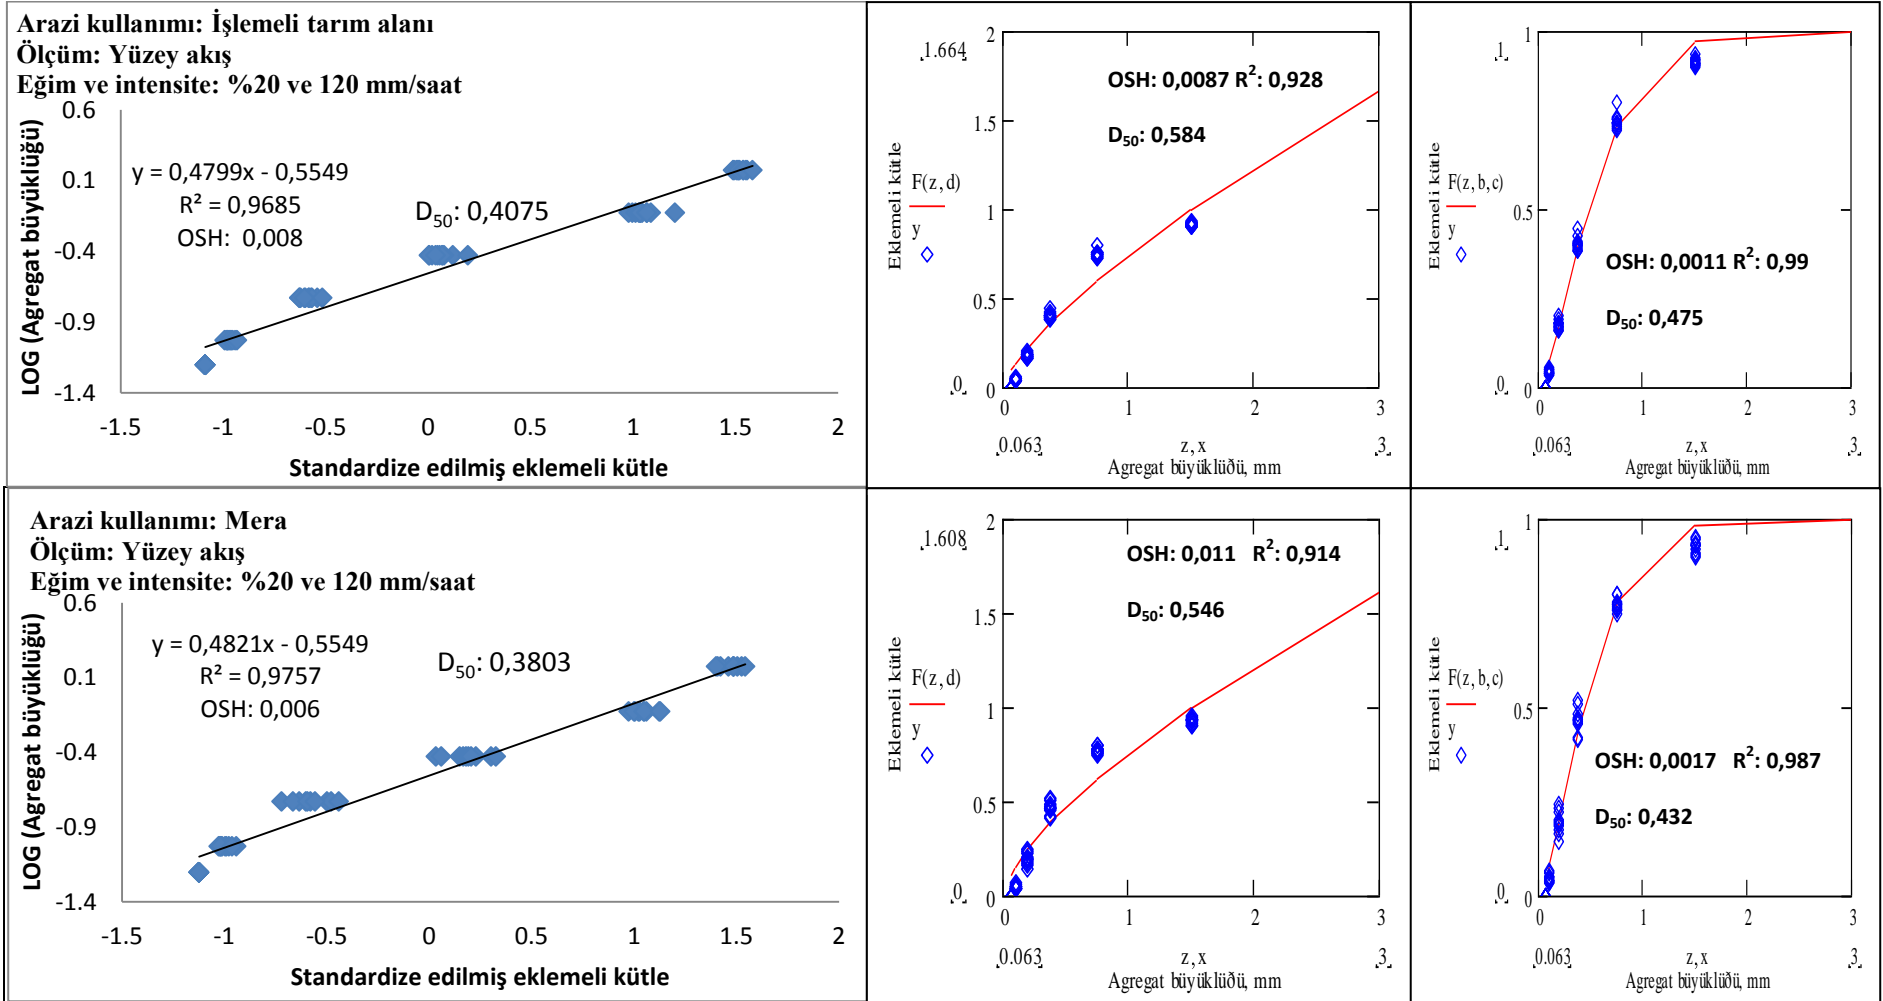 Arazi kullanımı: İşlemeli tarım alanı
Ölçüm: Yüzey akış
Eğim ve intensite: %20 ve 120 mm/saat
LOG (Agregat büyüklüğü)
0.6
0.1
-0.4
-0.9
-1.4
y = 0,4799x - 0,5549
R² = 0,9685
OSH: 0,008
D₅₀: 0,4075
-1.5 -1 -0.5 0 0.5 1 1.5 2
Standardize edilmiş eklemeli kütle
1.664
0
Eklemeli kütle
F(z,d)
y
2
1.5
1
0.5
0
OSH: 0,0087 R²: 0,928
D₅₀: 0,584
0 1 2 3
0.063 z,x 3
Agregat büyüklüðü, mm
1
0
Eklemeli kütle
F(z,b,c)
y
1
0.5
0
OSH: 0,0011 R²: 0,99
D₅₀: 0,475
0 1 2 3
0.063 z,x 3
Agregat büyüklüðü, mm
Arazi kullanımı: Mera
Ölçüm: Yüzey akış
Eğim ve intensite: %20 ve 120 mm/saat
LOG (Agregat büyüklüğü)
0.6
0.1
-0.4
-0.9
-1.4
y = 0,4821x - 0,5549
R² = 0,9757
OSH: 0,006
D₅₀: 0,3803
-1.5 -1 -0.5 0 0.5 1 1.5 2
Standardize edilmiş eklemeli kütle
1.608
0
Eklemeli kütle
F(z,d)
y
2
1.5
1
0.5
0
OSH: 0,011 R²: 0,914
D₅₀: 0,546
0 1 2 3
0.063 z,x 3
Agregat büyüklüðü, mm
1
0
Eklemeli kütle
F(z,b,c)
y
1
0.5
0
OSH: 0,0017 R²: 0,987
D₅₀: 0,432
0 1 2 3
0.063 z,x 3
Agregat büyüklüðü, mm